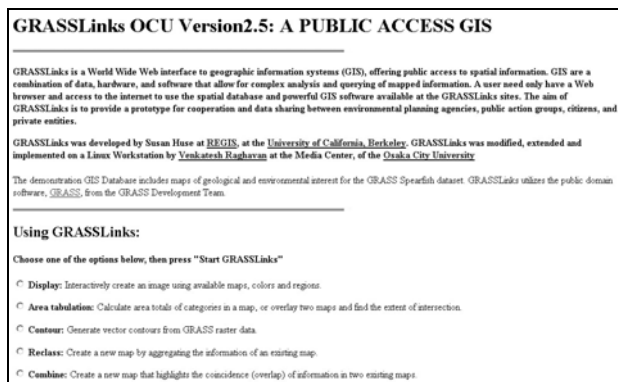 GRASSLinks OCU Version2.5: A PUBLIC ACCESS GIS
GRASSLinks is a World Wide Web interface to geographic information systems (GIS), offering public access to spatial information. GIS are a
combination of data, hardware, and software that allow for complex analysis and querying of mapped information. A user need only have a Web
browser and access to the internet to use the spatial database and powerful GIS software available at the GRASSLinks sites. The aim of
GRASSLinks is to provide a prototype for cooperation and data sharing between environmental planning agencies, public action groups, citizens, and
private entities.
GRASSLinks was developed by Susan Huse at REGIS, at the University of California, Berkeley. GRASSLinks was modified, extended and
implemented on a Linux Workstation by Venkatesh Raghavan at the Media Center, of the Osaka City University
The demonstration GIS Database includes maps of geological and environmental interest for the GRASS Spearfish dataset. GRASSLinks utilizes the public domain
software, GRASS, from the GRASS Development Team.
Using GRASSLinks:
Choose one of the options below, then press "Start GRASSLinks"
Display: Interactively create an image using available maps, colors and regions.
Area tabulation: Calculate area totals of categories in a map, or overlay two maps and find the extent of intersection.
Contour: Generate vector contours from GRASS raster data.
Reclass: Create a new map by aggregating the information of an existing map.
Combine: Create a new map that highlights the coincidence (overlap) of information in two existing maps.